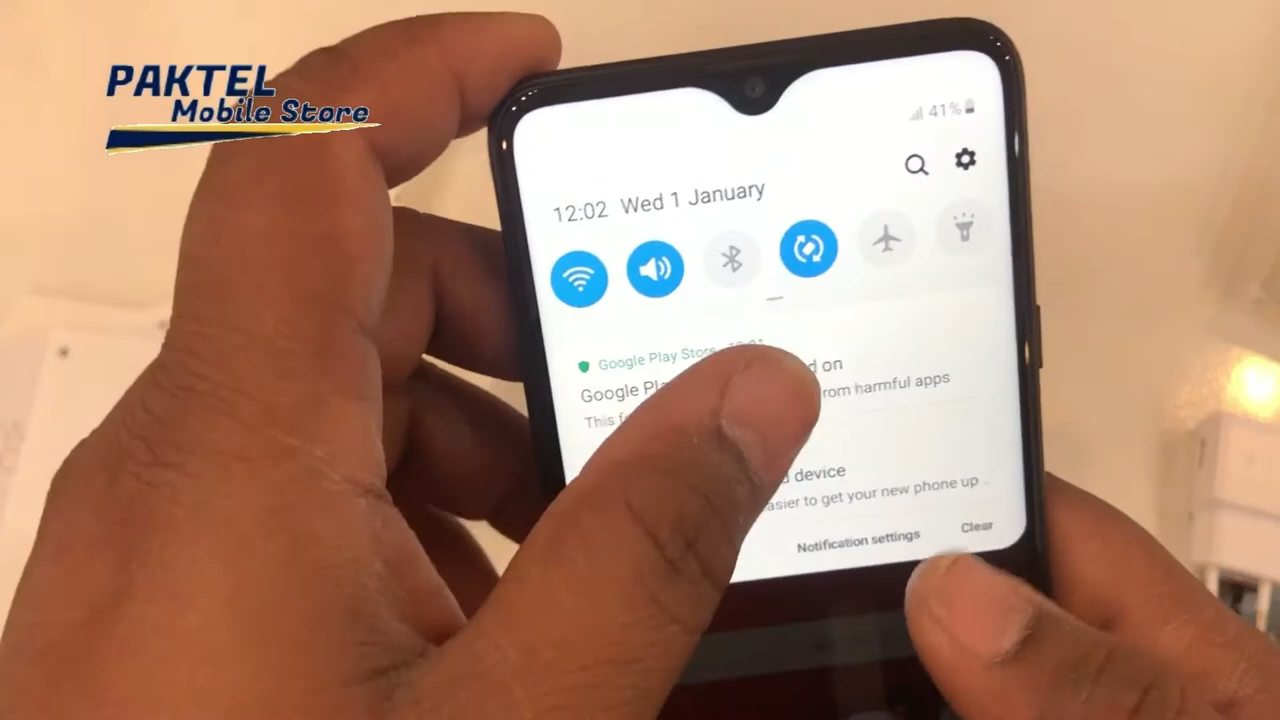 PAKTEL
Mobile Store
41%
12:02 Wed 1 January
Google Play Store
Google Pla d on
This f rom harmful apps
d device
asier to get your new phone up .
Notification settings Clear